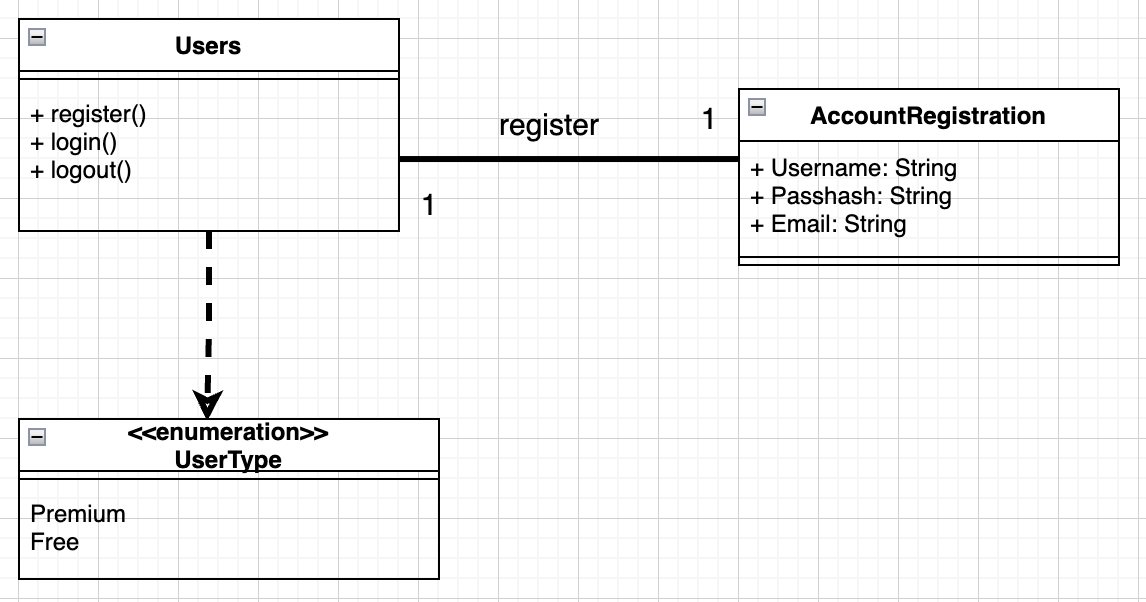 Users
+ register()
+ login()
+ logout()
register
1
1
AccountRegistration
+ Username: String
+ Passhash: String
+ Email: String
<<enumeration>>
UserType
Premium
Free